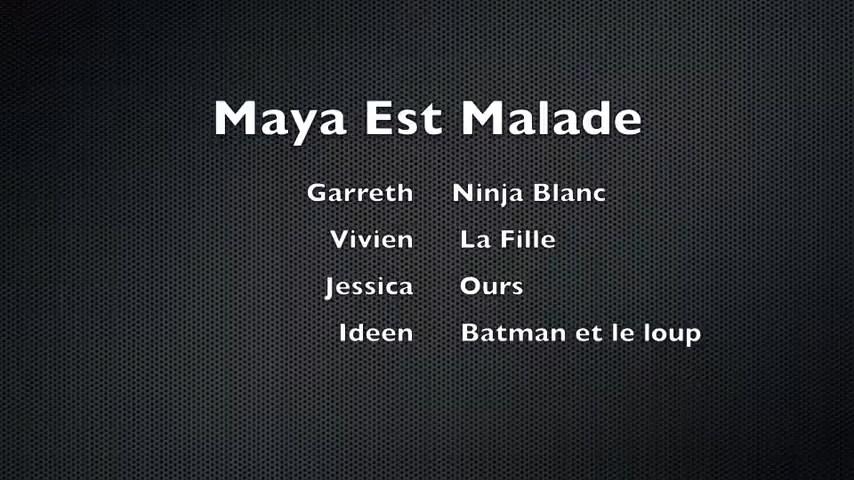 Maya Est Malade
Garreth Ninja Blanc
Vivien La Fille
Jessica Ours
Ideen Batman et le loup